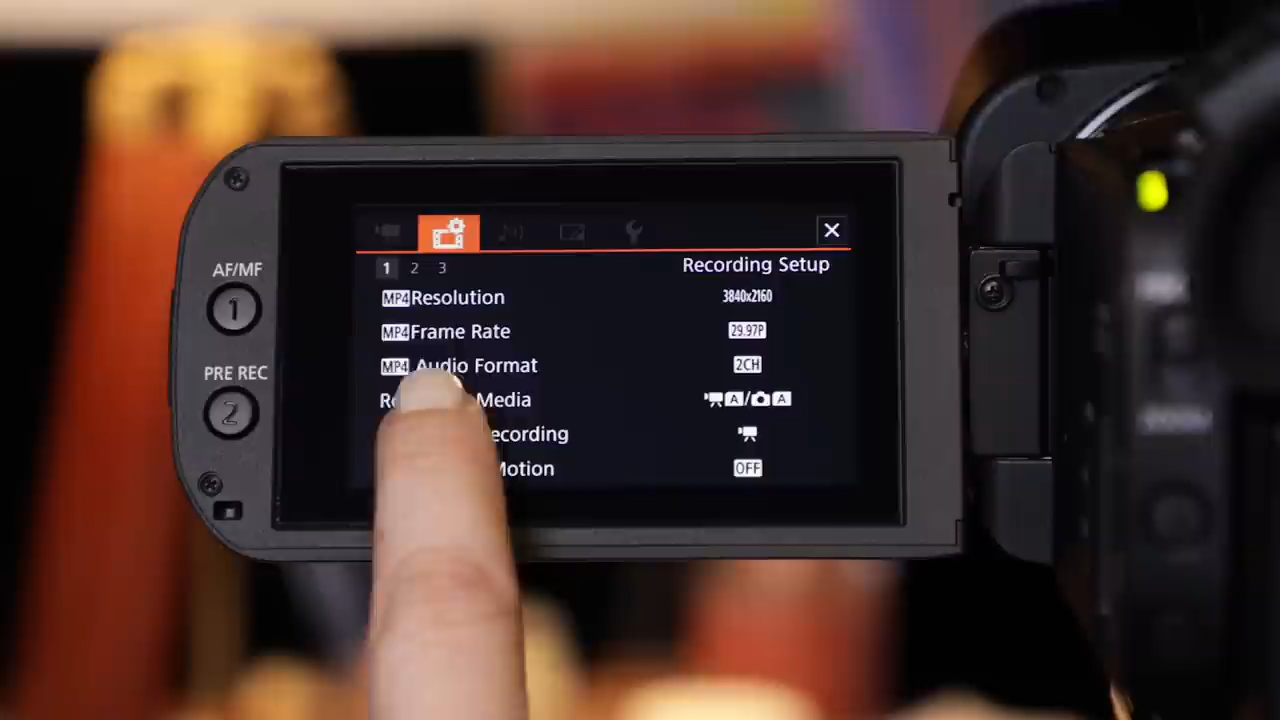 AF/MF
1
PRE REC
2
1 2 3
Recording Setup
MP4 Resolution 3840x2160
MP4 Frame Rate 29.97P
MP4 Audio Format 2CH
Media A/A
ecording
Motion OFF